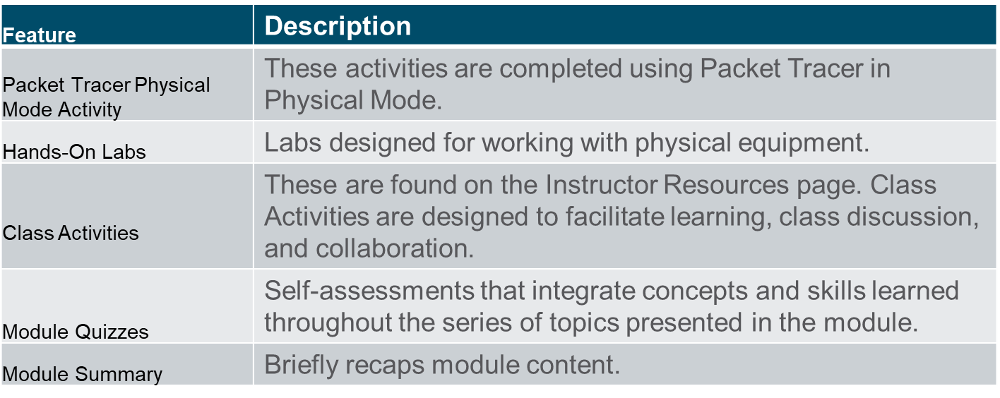 Feature
Description
Packet Tracer Physical
Mode Activity
These activities are completed using Packet Tracer in
Physical Mode.
Hands-On Labs
Labs designed for working with physical equipment.
Class Activities
These are found on the Instructor Resources page. Class
Activities are designed to facilitate learning, class discussion,
and collaboration.
Module Quizzes
Self-assessments that integrate concepts and skills learned
throughout the series of topics presented in the module.
Module Summary
Briefly recaps module content.